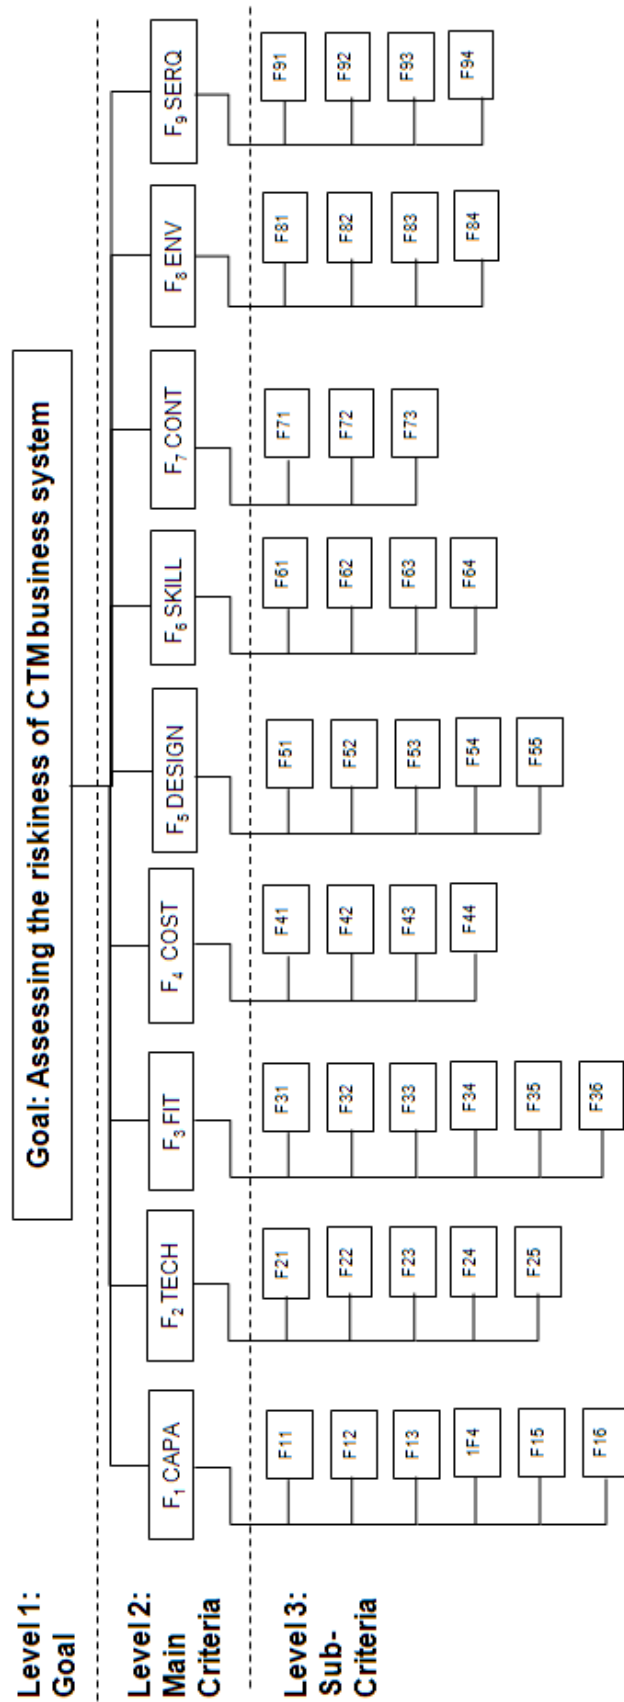 Level 1:
Goal
Goal: Assessing the riskiness of CTM business system
Level 2:
Main
Criteria
F1 CAPA
F2 TECH
F3 FIT
F4 COST
F5 DESIGN
F6 SKILL
F7 CONT
F8 ENV
F9 SERQ
Level 3:
Sub-
Criteria
F11
F12
F13
1F4
F15
F16
F21
F22
F23
F24
F25
F31
F32
F33
F34
F35
F36
F41
F42
F43
F44
F51
F52
F53
F54
F55
F61
F62
F63
F64
F71
F72
F73
F81
F82
F83
F84
F91
F92
F93
F94